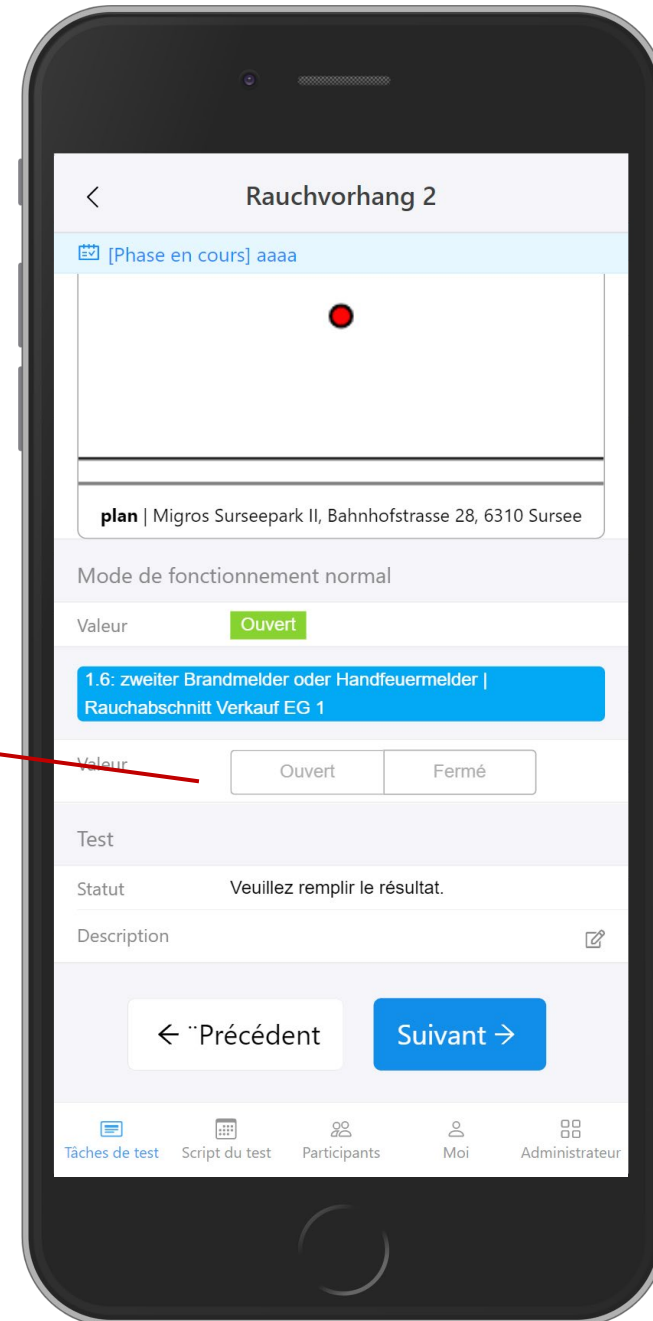 Rauchvorhang 2
[Phase en cours] aaaa
plan | Migros Surseepark II, Bahnhofstrasse 28, 6310 Sursee
Mode de fonctionnement normal
Valeur Ouvert
1.6: zweiter Brandmelder oder Handfeuermelder |
Rauchabschnitt Verkauf EG 1
Valeur Ouvert Fermé
Test
Statut Veuillez remplir le résultat.
Description
← ¨Précédent Suivant →
Tâches de test Script du test Participants Moi Administrateur